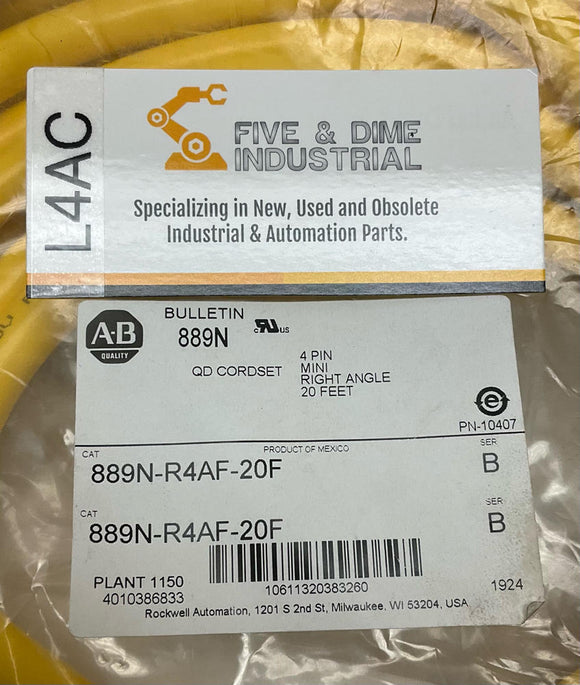 L4AC
FIVE & DIME
INDUSTRIAL
Specializing in New, Used and Obsolete
Industrial & Automation Parts.
A-B
QUALITY
BULLETIN
889N
c RU us
QD CORDSET
4 PIN
MINI
RIGHT ANGLE
20 FEET
e
PN-10407
CAT
PRODUCT OF MEXICO
SER
889N-R4AF-20F
B
CAT
SER
889N-R4AF-20F
B
PLANT 1150
4010386833
10611320383260
1924
Rockwell Automation, 1201 S 2nd St, Milwaukee, WI 53204, USA